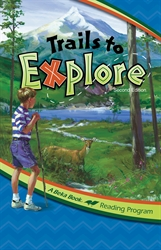 Trails to
Explore
Second Edition
A Beka Book Reading Program